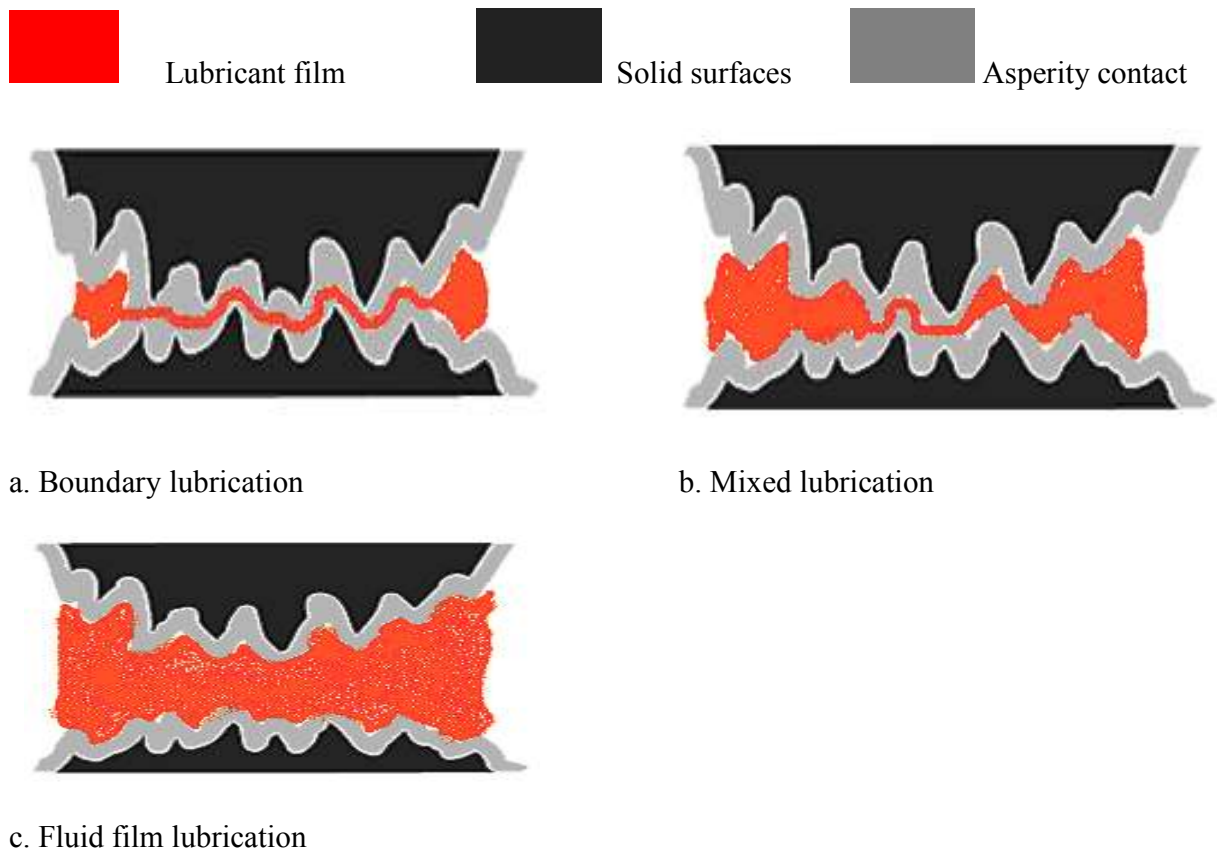 Lubricant film Solid surfaces Asperity contact
a. Boundary lubrication b. Mixed lubrication
c. Fluid film lubrication